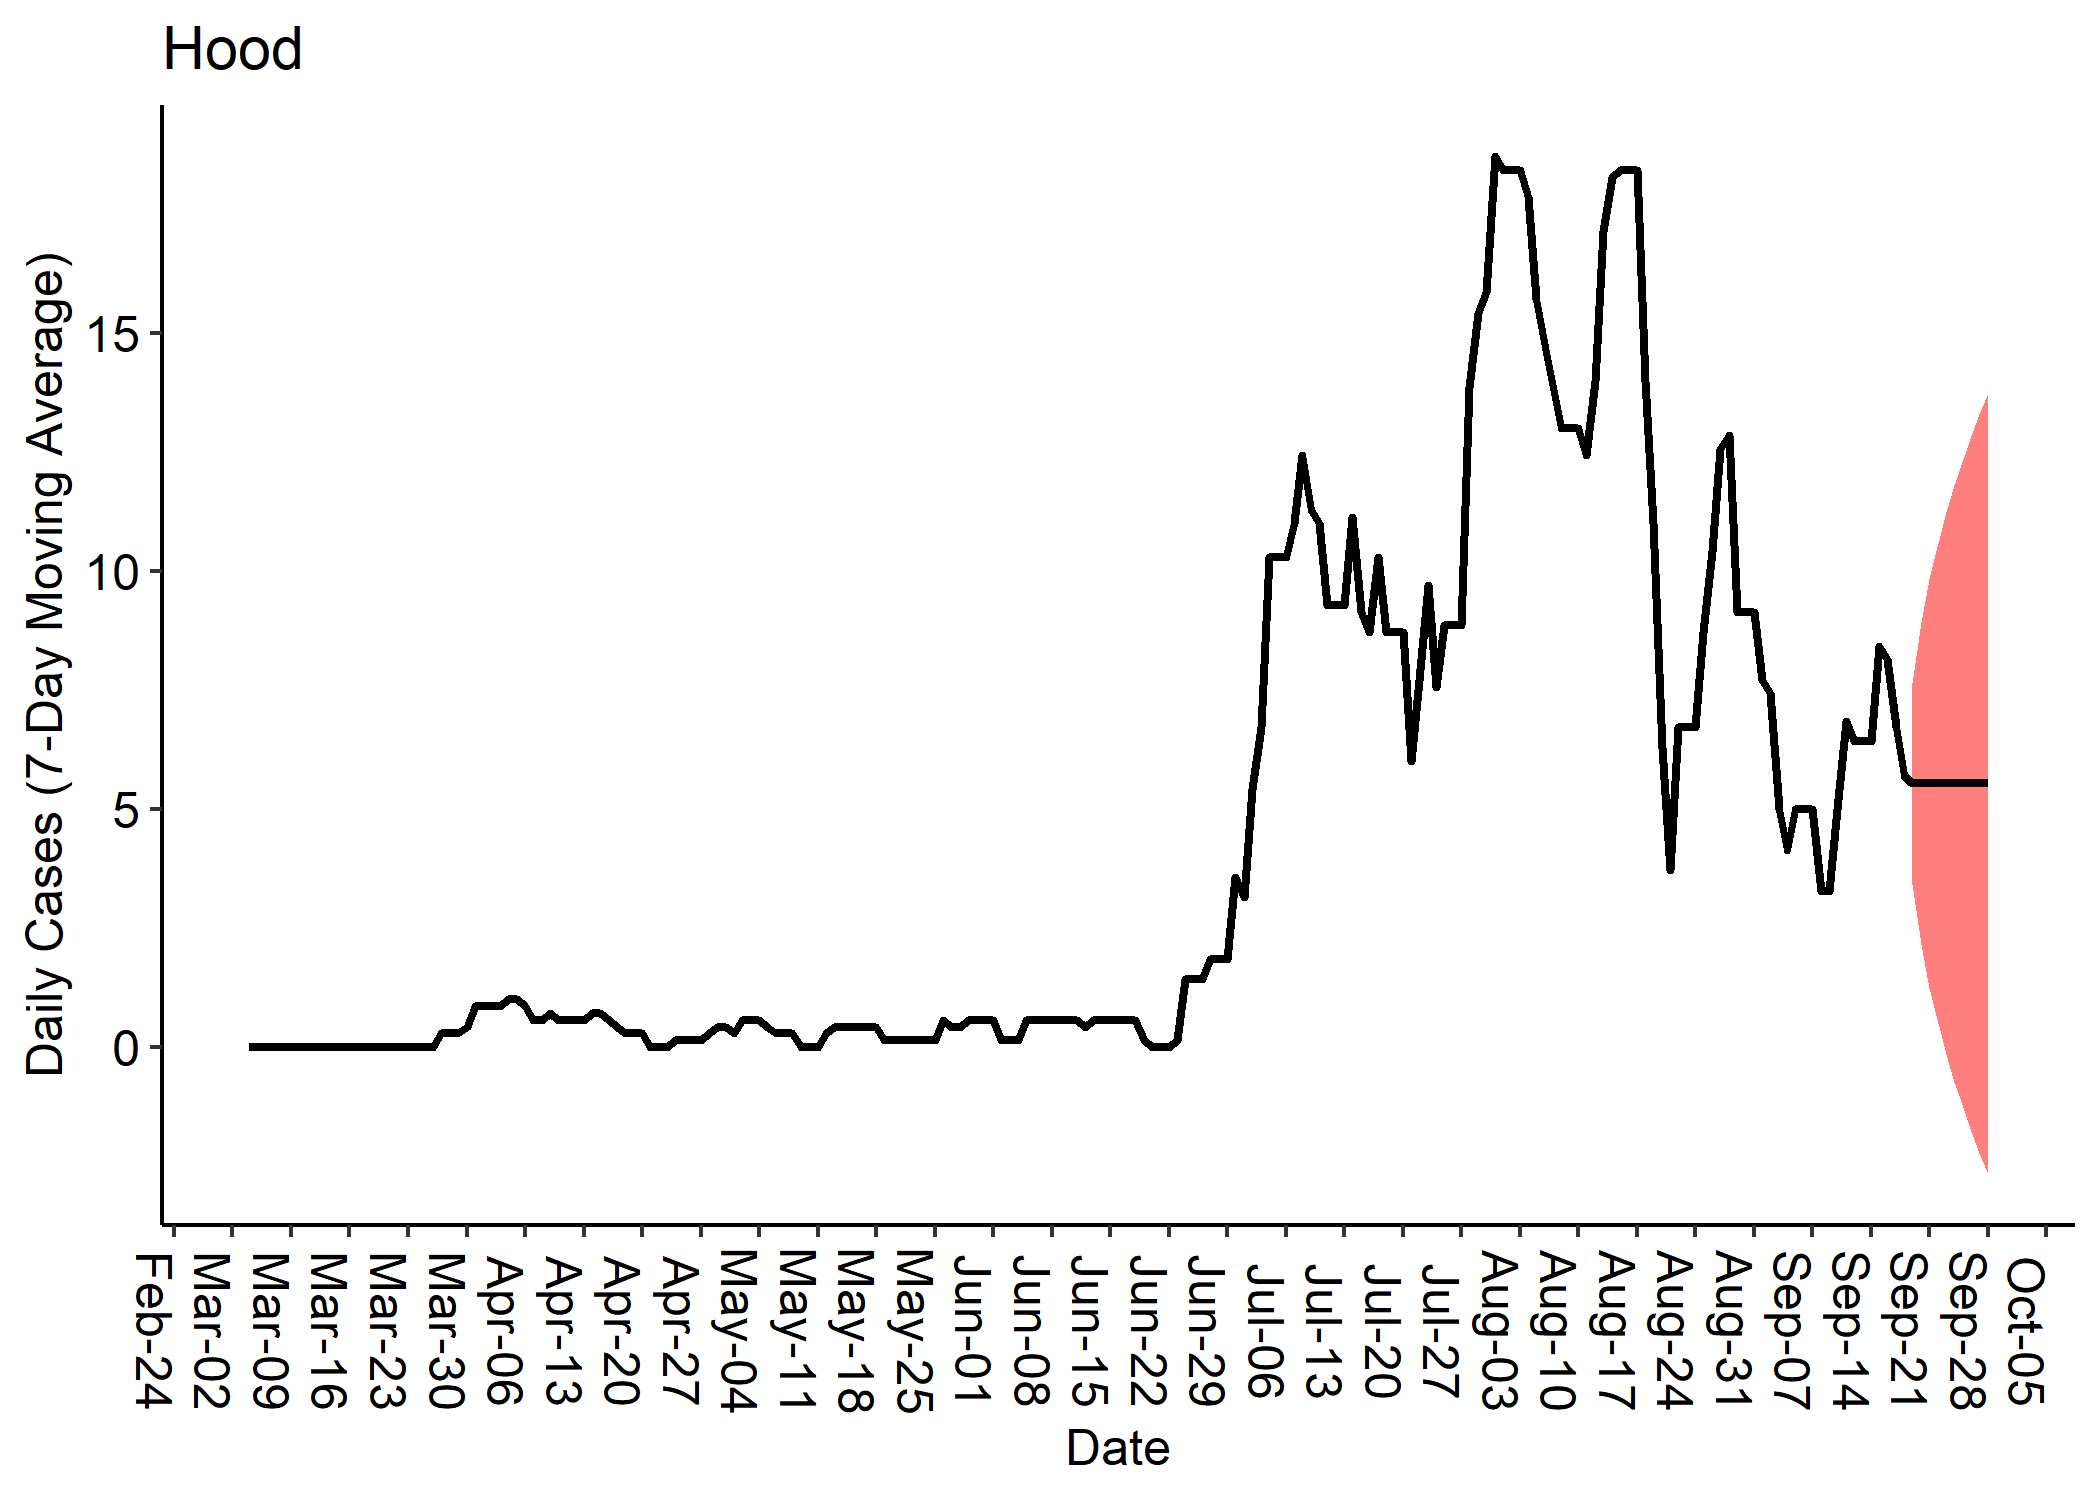 Hood
Daily Cases (7-Day Moving Average)
15
10
5
0
Feb-24
Mar-02
Mar-09
Mar-16
Mar-23
Mar-30
Apr-06
Apr-13
Apr-20
Apr-27
May-04
May-11
May-18
May-25
Jun-01
Jun-08
Jun-15
Jun-22
Jun-29
Jul-06
Jul-13
Jul-20
Jul-27
Aug-03
Aug-10
Aug-17
Aug-24
Aug-31
Sep-07
Sep-14
Sep-21
Sep-28
Oct-05
Date